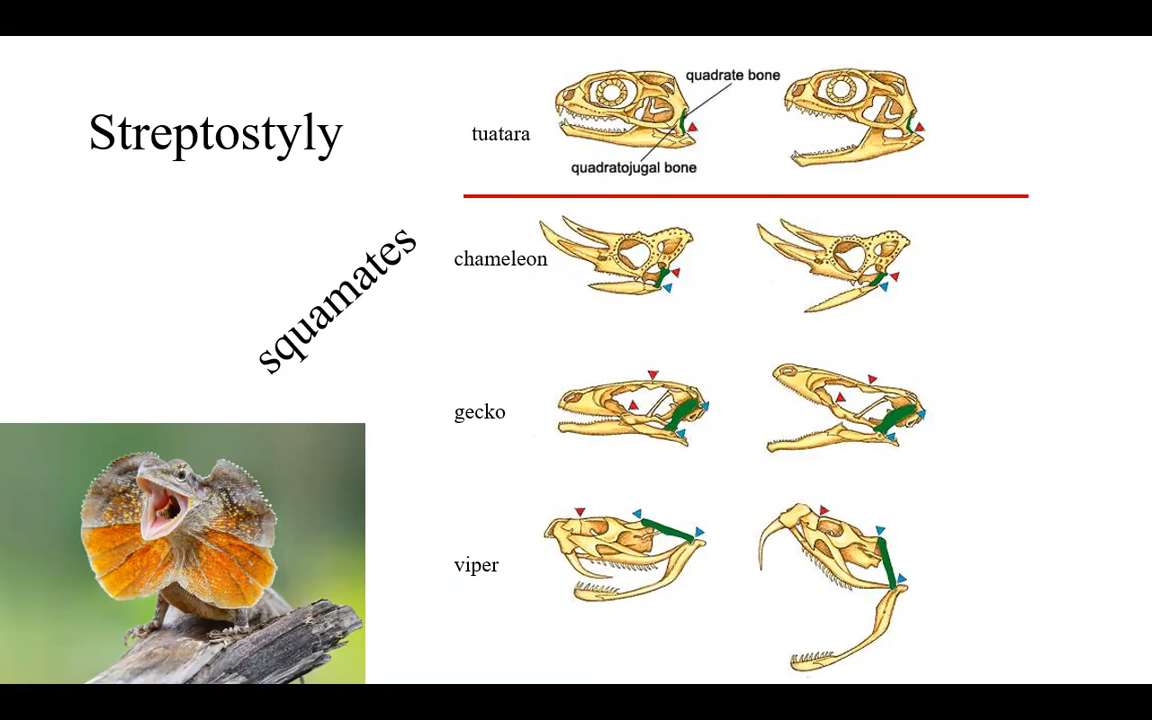 Streptostyly
quadrate bone
tuatara
quadratojugal bone
squamates
chameleon
gecko
viper